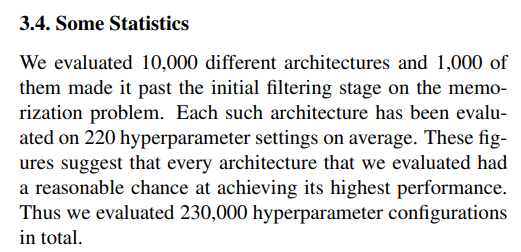 3.4. Some Statistics
We evaluated 10,000 different architectures and 1,000 of
them made it past the initial filtering stage on the memo-
rization problem. Each such architecture has been evalu-
ated on 220 hyperparameter settings on average. These fig-
ures suggest that every architecture that we evaluated had
a reasonable chance at achieving its highest performance.
Thus we evaluated 230,000 hyperparameter configurations
in total.